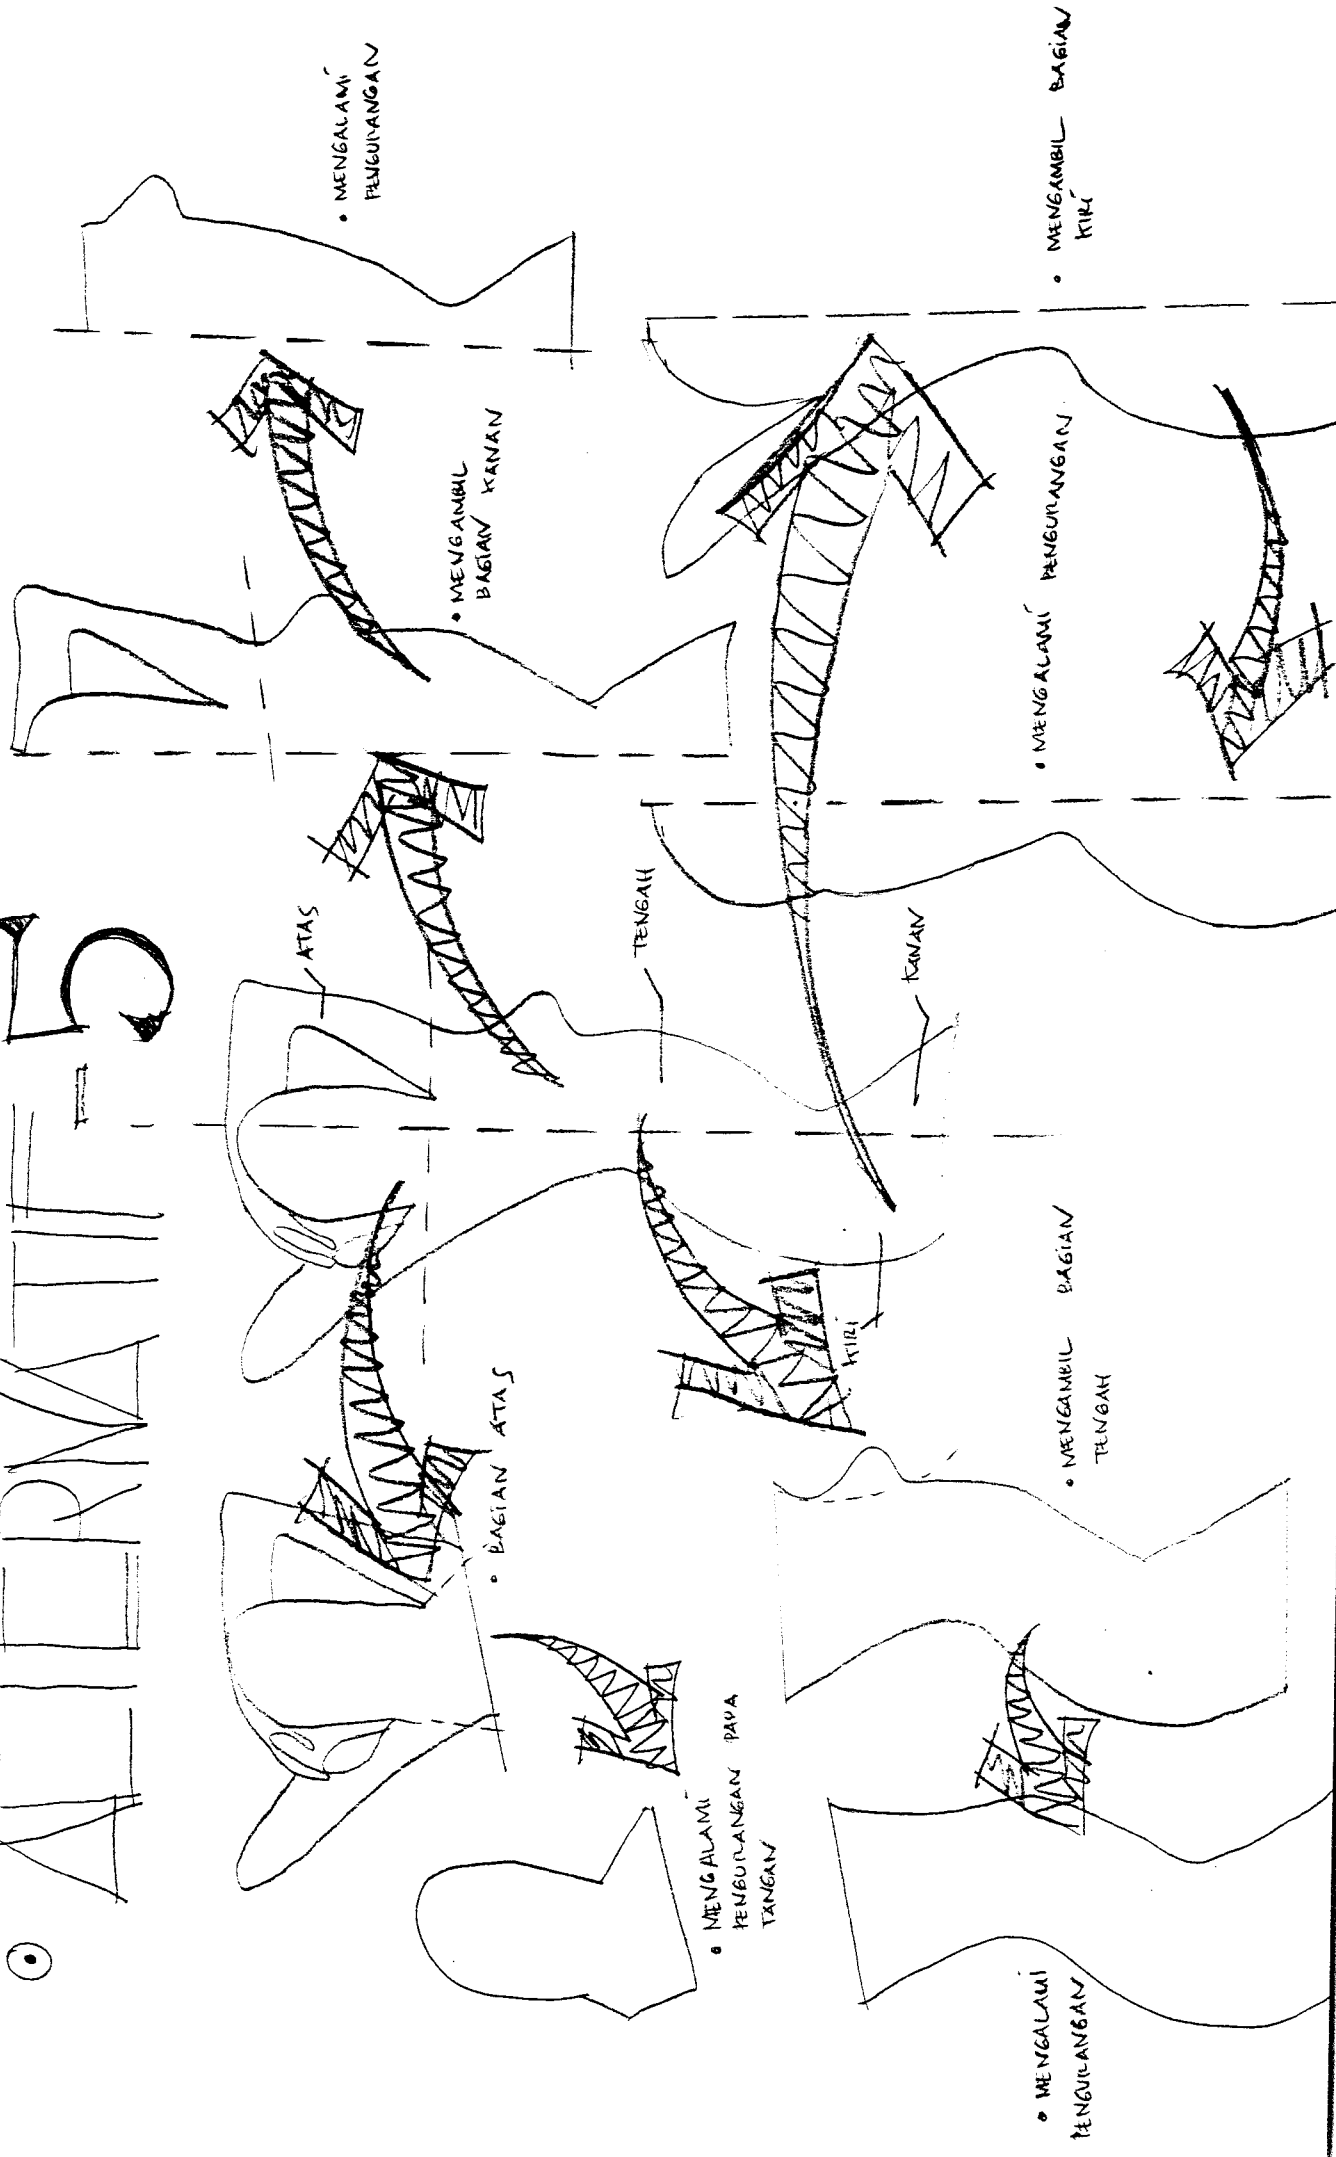 ALTERNATIF - 5
ATAS
• MENGALAMI
PENGURANGAN
• MENGAMBIL
BAGIAN KANAN
• BAGIAN ATAS
TENGAH
• MENGALAMI
PENGURANGAN PADA
TANGAN
KIRI
KANAN
• MENGALAMI
PENGURANGAN
• MENGAMBIL BAGIAN
TENGAH
• MENGALAMI PENGURANGAN
• MENGAMBIL BAGIAN
KIRI